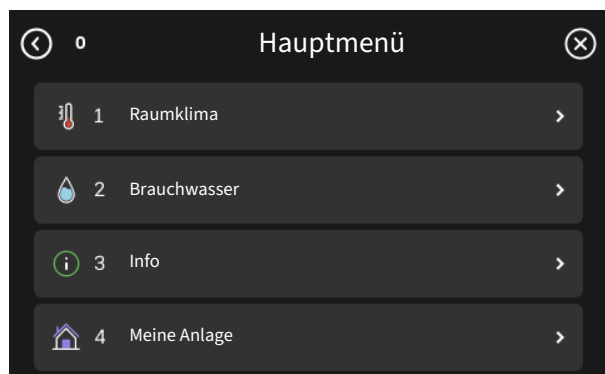 0 Hauptmenü
1 Raumklima
2 Brauchwasser
3 Info
4 Meine Anlage